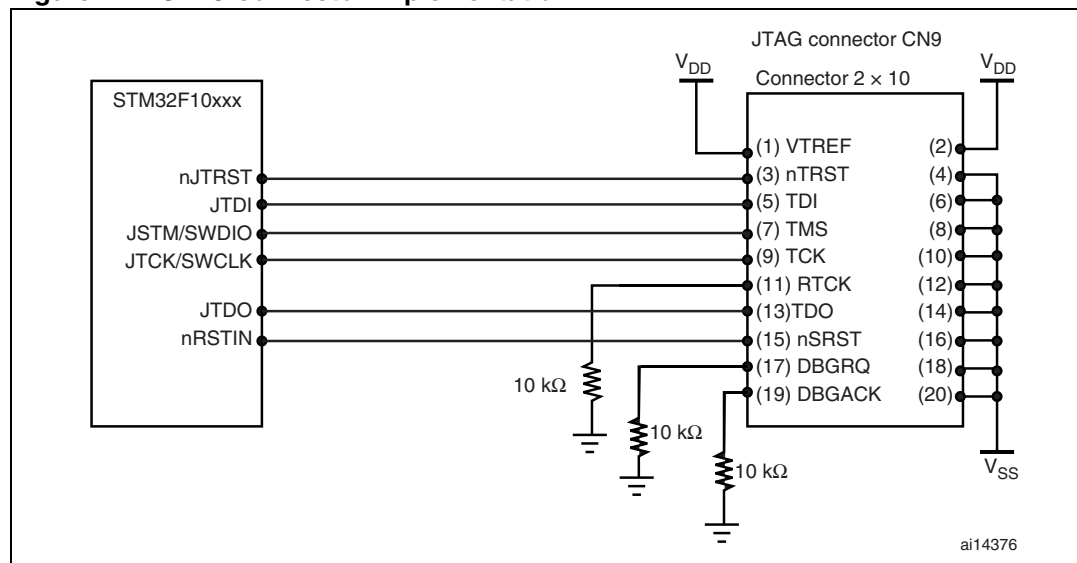 JTAG connector CN9
V_DD
V_DD
Connector 2 × 10
STM32F10xxx
(1) VTREF (2)
nJTRST (3) nTRST (4)
JTDI (5) TDI (6)
JSTM/SWDIO (7) TMS (8)
JTCK/SWCLK (9) TCK (10)
(11) RTCK (12)
JTDO (13)TDO (14)
nRSTIN (15) nSRST (16)
(17) DBGRQ (18)
10 kΩ (19) DBGACK (20)
10 kΩ
10 kΩ
V_SS
ai14376